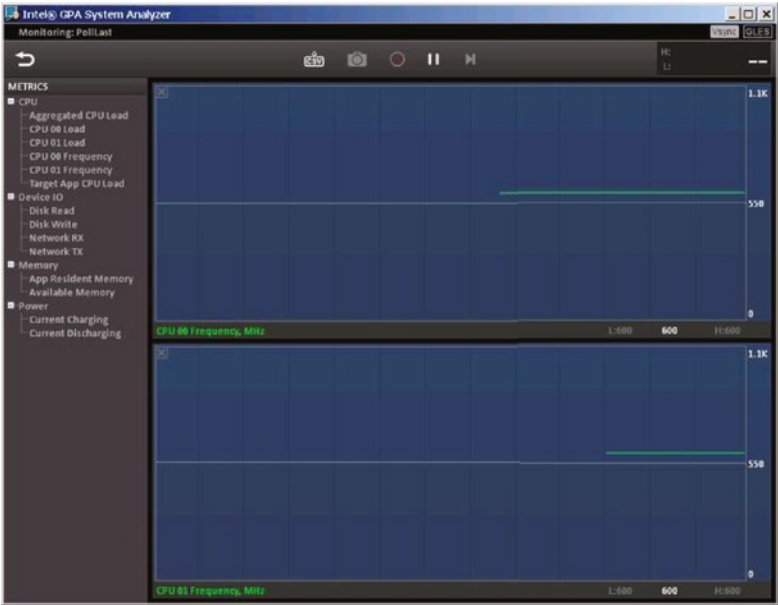 Intel® GPA System Analyzer
Monitoring: PollLast
Vsync GLES
CSV
H:
L:
--
METRICS
CPU
Aggregated CPU Load
CPU 00 Load
CPU 01 Load
CPU 00 Frequency
CPU 01 Frequency
Target App CPU Load
Device IO
Disk Read
Disk Write
Network RX
Network TX
Memory
App Resident Memory
Available Memory
Power
Current Charging
Current Discharging
1.1K
550
0
CPU 00 Frequency, MHz L:600 600 H:600
1.1K
550
0
CPU 01 Frequency, MHz L:600 600 H:600